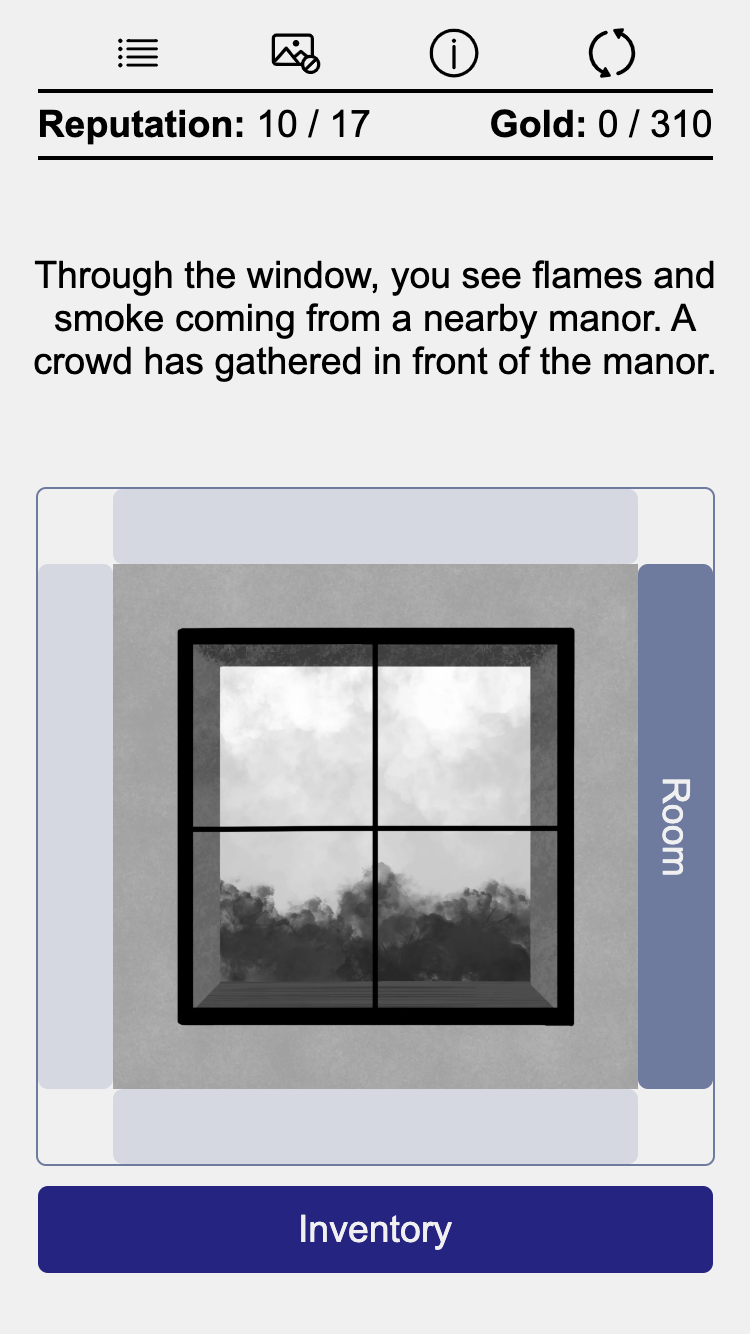 Reputation: 10 / 17 Gold: 0 / 310
Through the window, you see flames and
smoke coming from a nearby manor. A
crowd has gathered in front of the manor.
Room
Inventory